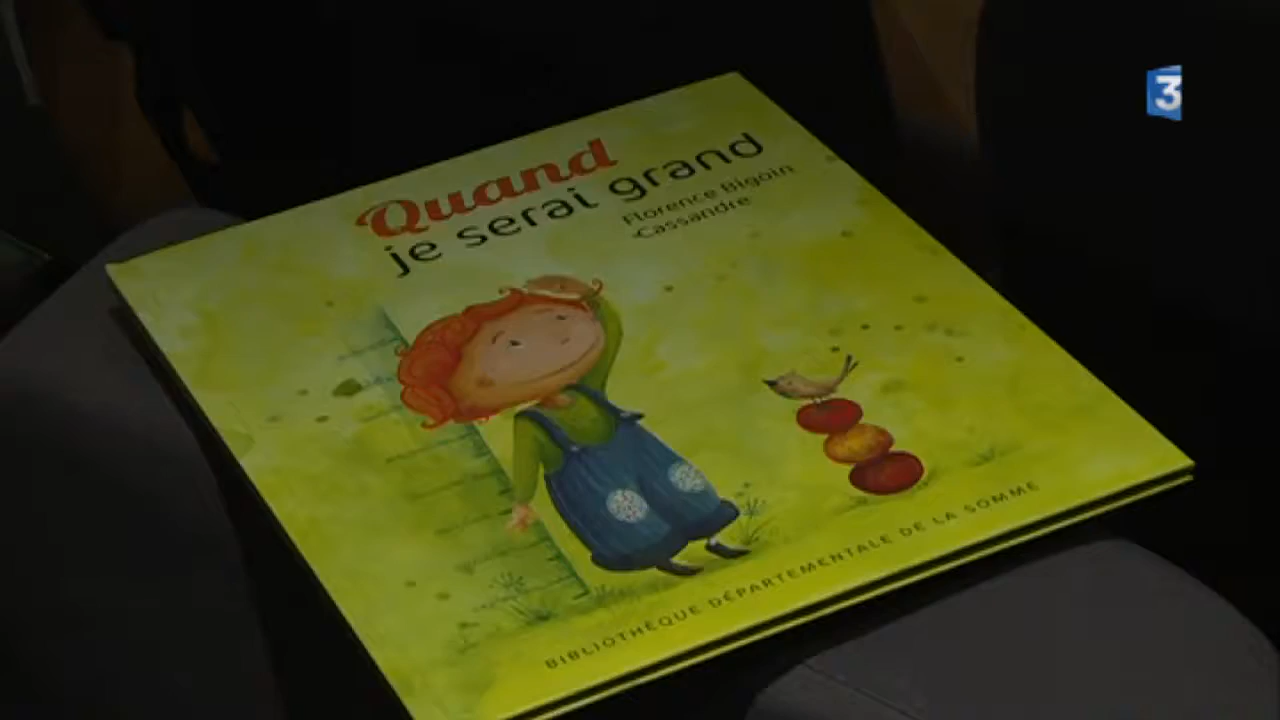 Quand
je serai grand
Florence Bigoin
Cassandre
BIBLIOTHÈQUE DÉPARTEMENTALE DE LA SOMME
3